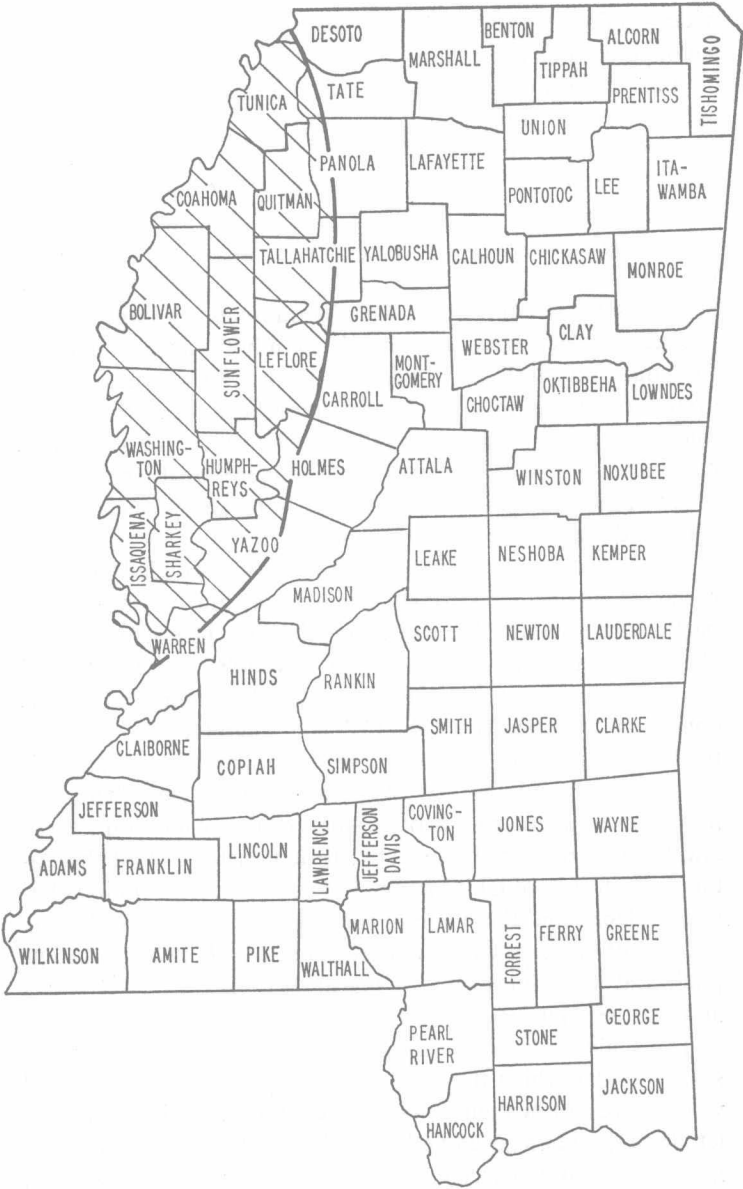 DESOTO
BENTON
ALCORN
MARSHALL
TIPPAH
TISHOMINGO
TATE
PRENTISS
TUNICA
UNION
PANOLA
LAFAYETTE
ITA-
WAMBA
LEE
PONTOTOC
COAHOMA
QUITMAN
TALLAHATCHIE
YALOBUSHA
CALHOUN
CHICKASAW
MONROE
BOLIVAR
GRENADA
SUNFLOWER
LEFLORE
WEBSTER
CLAY
MONT-
GOMERY
CARROLL
CHOCTAW
OKTIBBEHA
LOWNDES
WASHING-
TON
HUMPH-
REYS
HOLMES
ATTALA
WINSTON
NOXUBEE
ISSAQUENA
SHARKEY
YAZOO
LEAKE
NESHOBA
KEMPER
MADISON
WARREN
SCOTT
NEWTON
LAUDERDALE
HINDS
RANKIN
CLAIBORNE
SMITH
JASPER
CLARKE
COPIAH
SIMPSON
JEFFERSON
LAWRENCE
JEFFERSON
DAVIS
COVING-
TON
JONES
WAYNE
ADAMS
FRANKLIN
LINCOLN
WILKINSON
AMITE
PIKE
WALTHALL
MARION
LAMAR
FORREST
FERRY
GREENE
PEARL
RIVER
STONE
GEORGE
HANCOCK
HARRISON
JACKSON